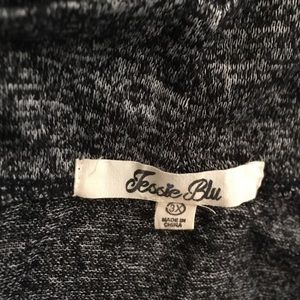 Jessie Blu
3X
MADE IN
CHINA